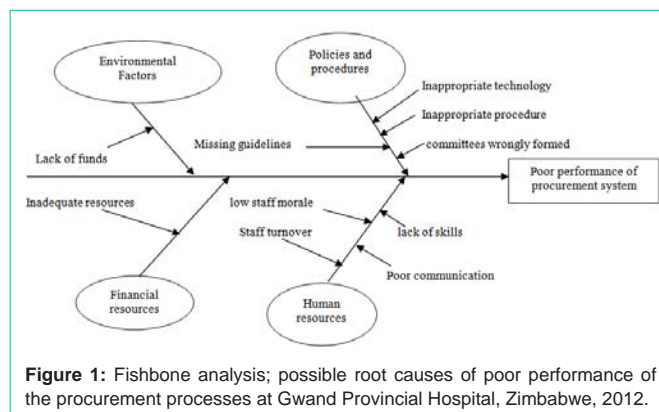 Environmental
Factors
Policies and
procedures
Inappropriate technology
Inappropriate procedure
Missing guidelines
committees wrongly formed
Lack of funds
Poor performance of
procurement system
Inadequate resources
low staff morale
lack of skills
Staff turnover
Poor communication
Financial
resources
Human
resources
Figure 1: Fishbone analysis; possible root causes of poor performance of
the procurement processes at Gwand Provincial Hospital, Zimbabwe, 2012.